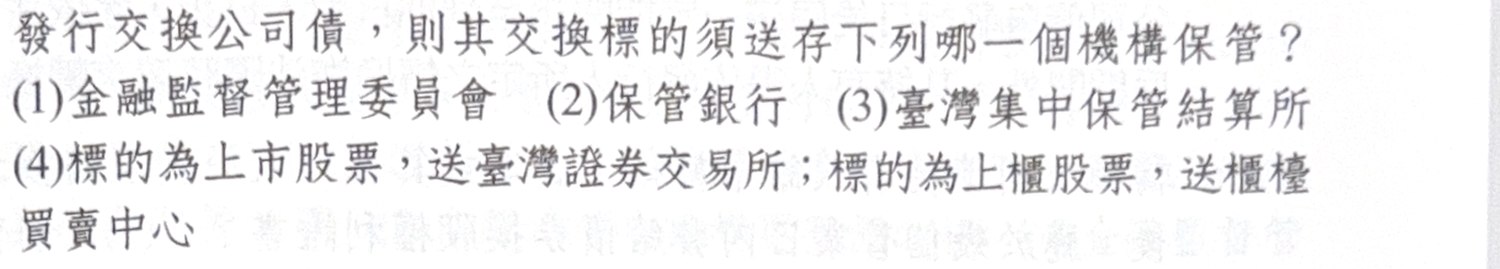 發行交換公司債，則其交換標的須送存下列哪一個機構保管？
(1)金融監督管理委員會　(2)保管銀行　(3)臺灣集中保管結算所
(4)標的為上市股票，送臺灣證券交易所；標的為上櫃股票，送櫃檯
買賣中心